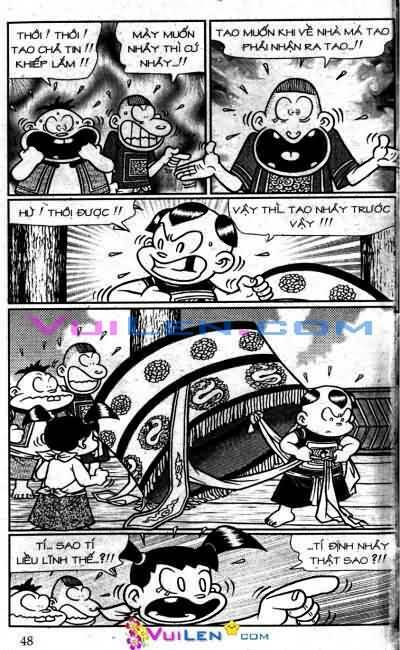 THÔI ! THÔI !
TAO CHẢ TIN !!
KHIẾP LẮM !!
MÀY MUỐN
NHẢY THÌ CỨ
NHẢY...!!
TAO MUỐN KHI VỀ NHÀ MÁ TAO
PHẢI NHẬN RA TAO...!!
HỪ ! THÔI ĐƯỢC !!
VẬY THÌ... TAO NHẢY TRƯỚC
VẬY !!!
VUILEN.COM
TÍ... SAO TÍ
LIỀU LĨNH THẾ..?!!
...TÍ ĐỊNH NHẢY
THẬT SAO ?!!
48
VUILEN.COM